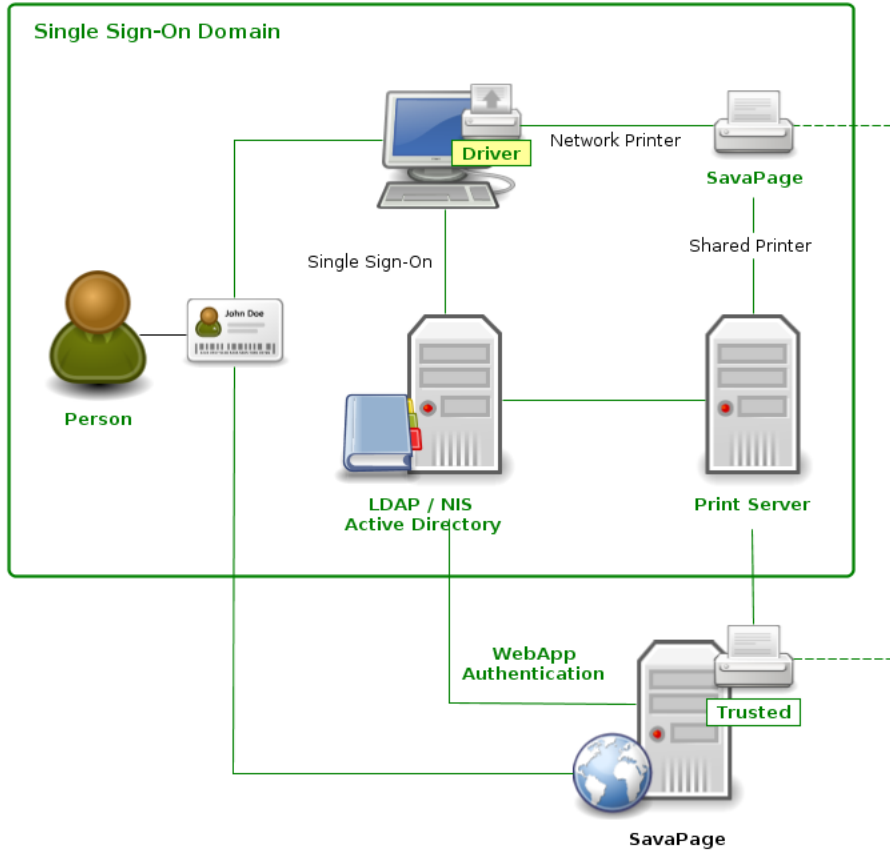 Single Sign-On Domain
Driver
Network Printer
SavaPage
Single Sign-On
Shared Printer
John Doe
Person
LDAP / NIS
Active Directory
Print Server
WebApp
Authentication
Trusted
SavaPage